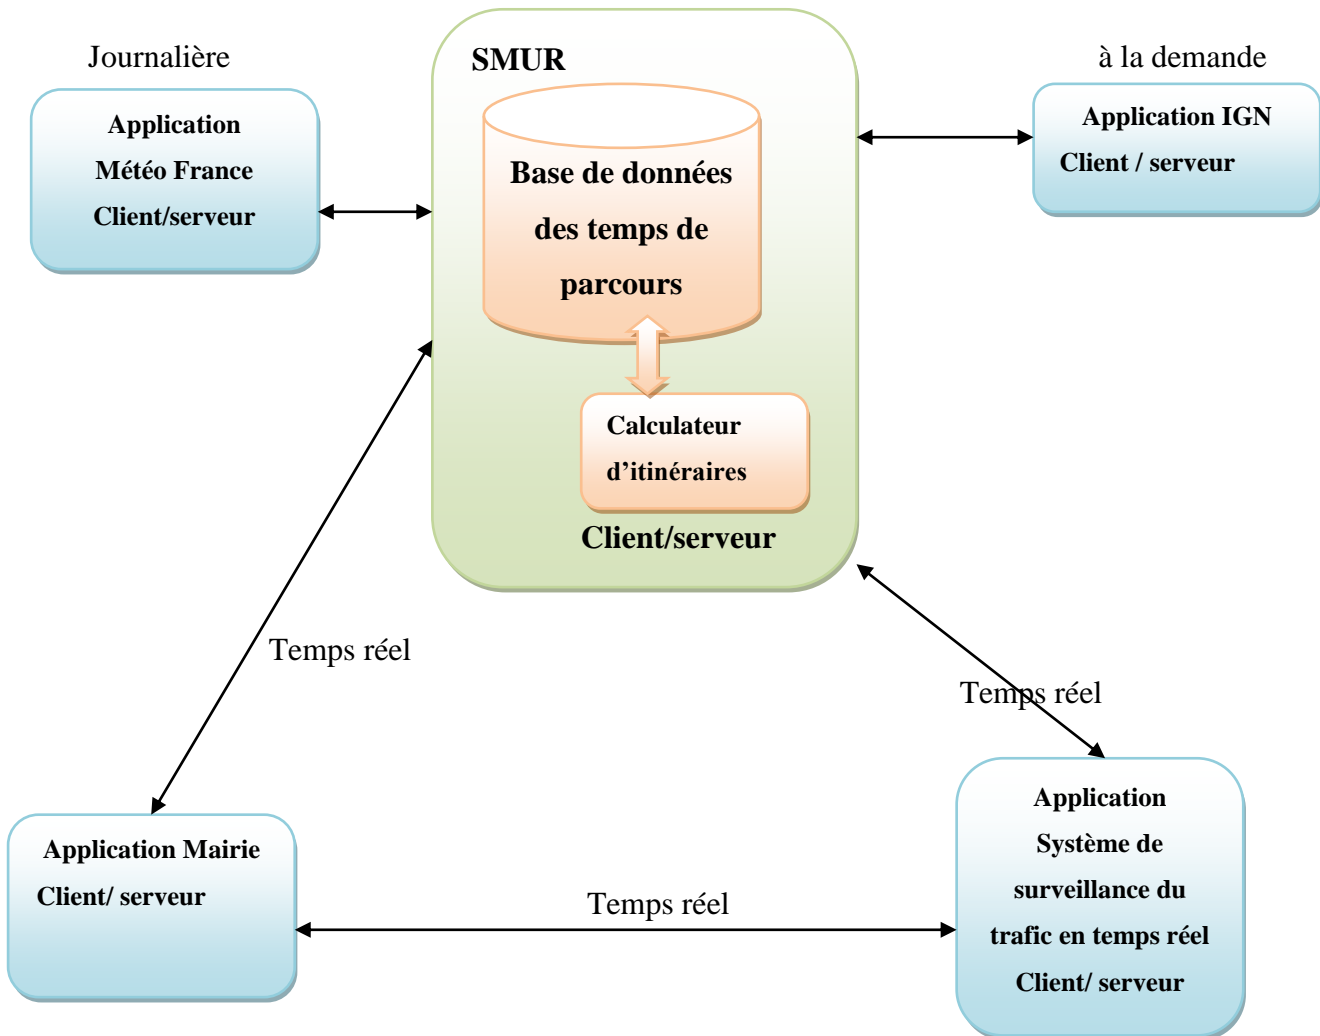 Journalière
Application
Météo France
Client/serveur
SMUR
Base de données
des temps de
parcours
Calculateur
d’itinéraires
Client/serveur
à la demande
Application IGN
Client / serveur
Temps réel
Temps réel
Application Mairie
Client/ serveur
Temps réel
Application
Système de
surveillance du
trafic en temps réel
Client/ serveur